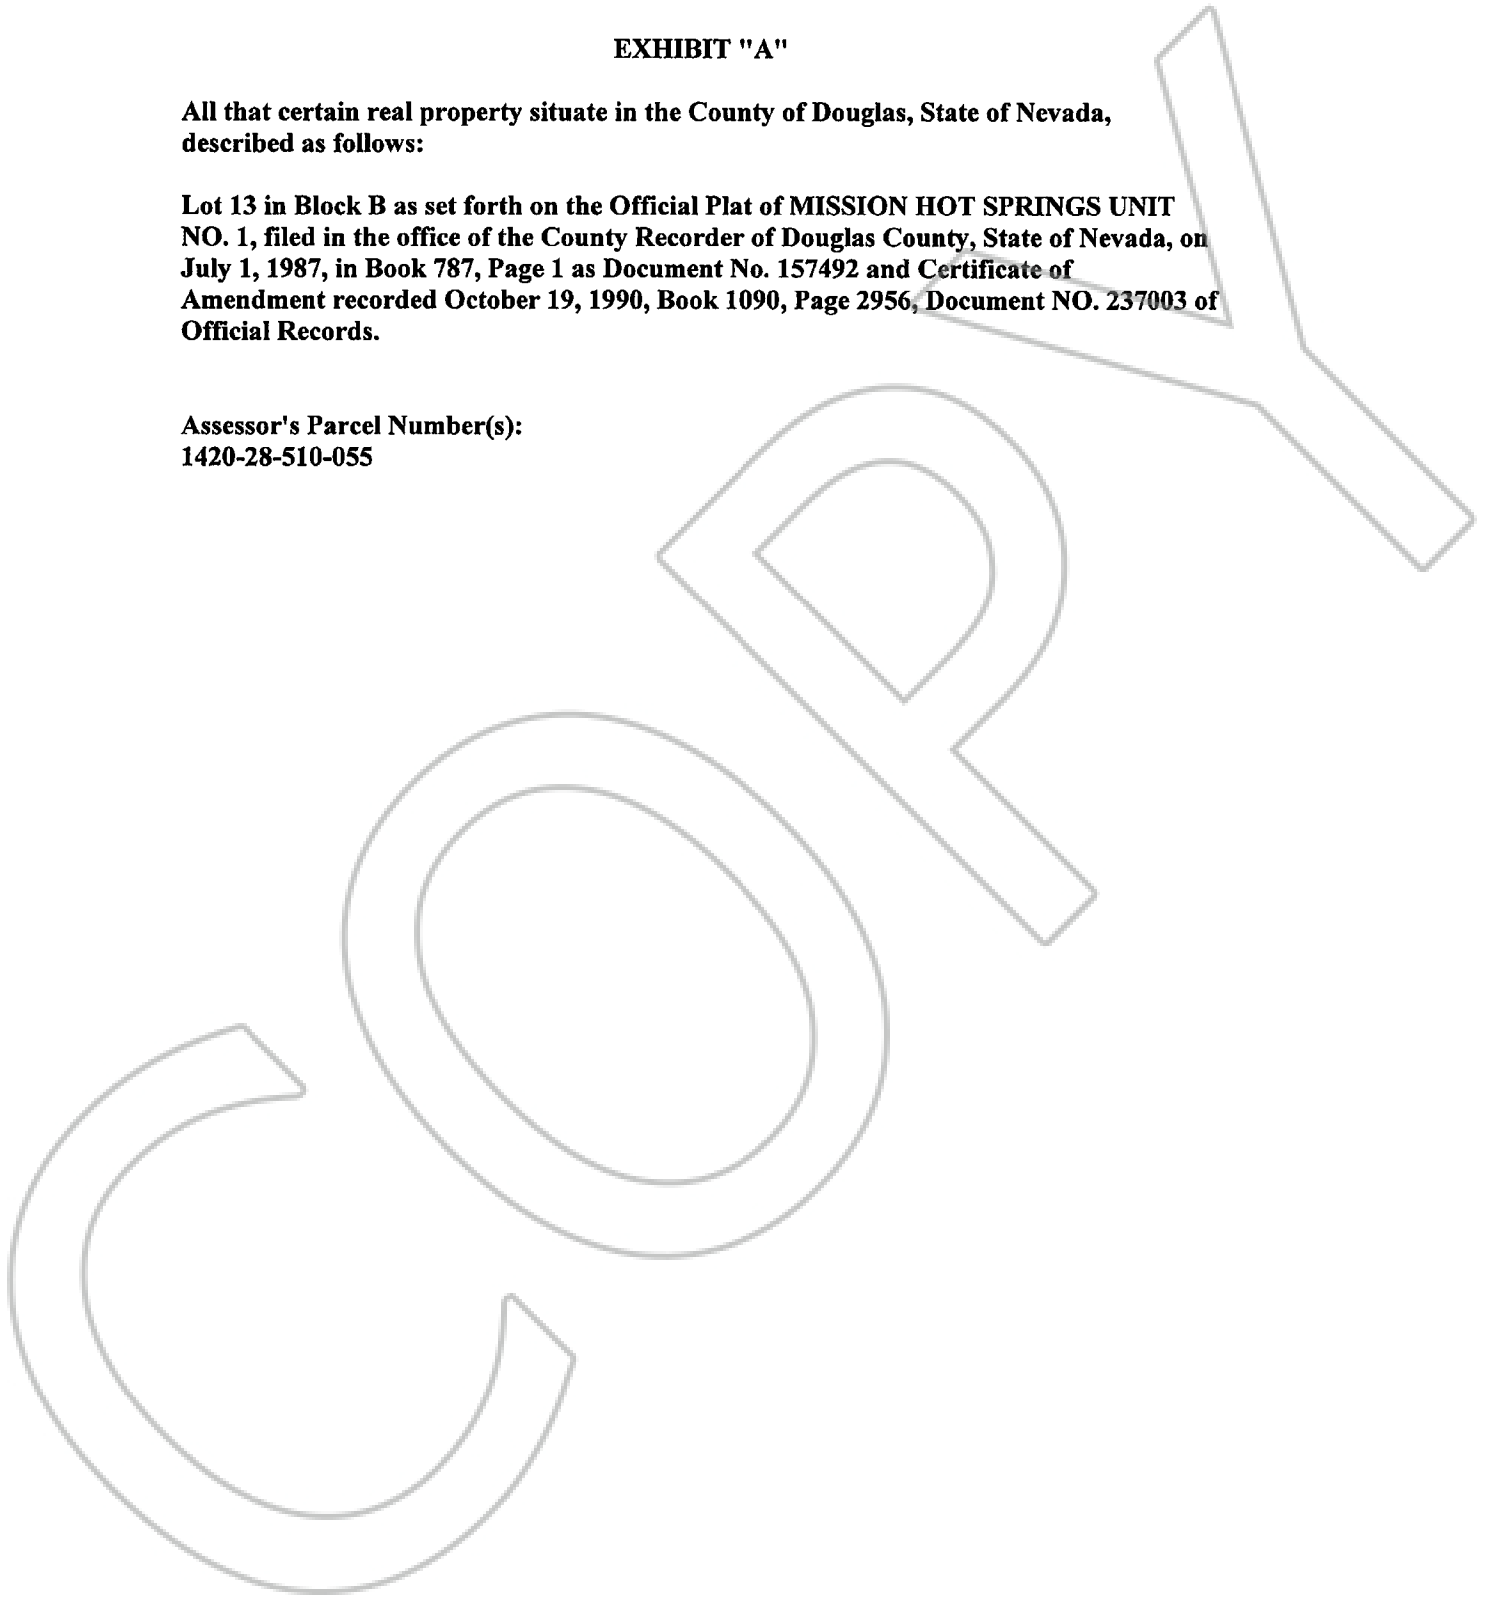 EXHIBIT "A"
All that certain real property situate in the County of Douglas, State of Nevada,
described as follows:
Lot 13 in Block B as set forth on the Official Plat of MISSION HOT SPRINGS UNIT
NO. 1, filed in the office of the County Recorder of Douglas County, State of Nevada, on
July 1, 1987, in Book 787, Page 1 as Document No. 157492 and Certificate of
Amendment recorded October 19, 1990, Book 1090, Page 2956, Document NO. 237003 of
Official Records.
Assessor's Parcel Number(s):
1420-28-510-055
COPY